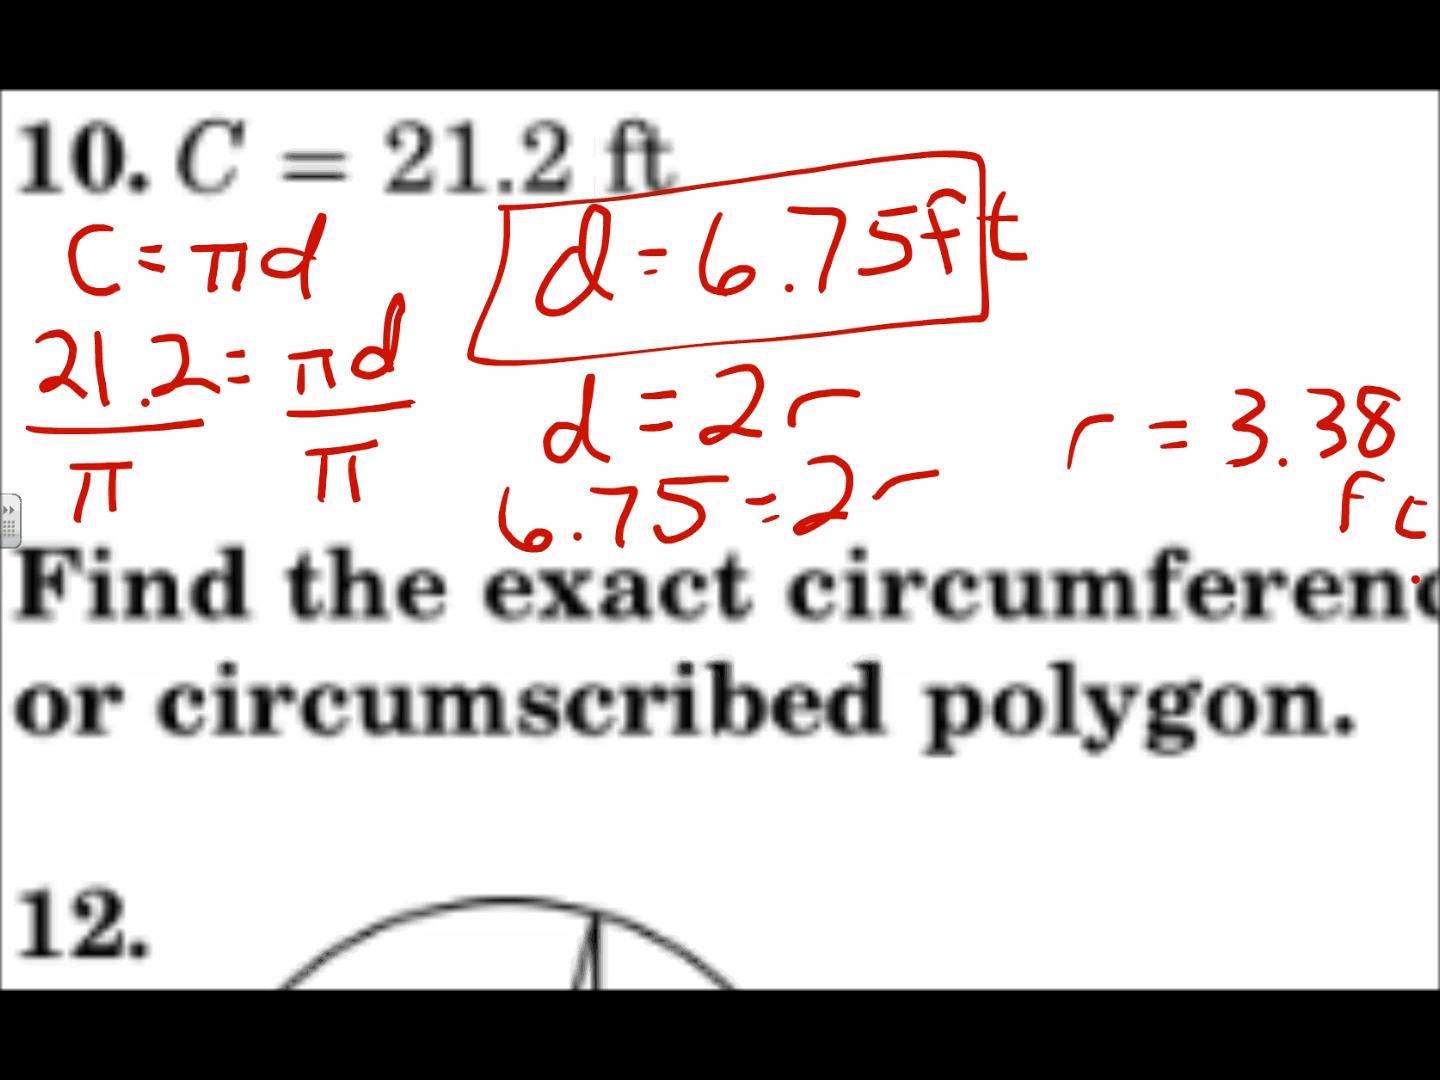 10. C = 21.2 ft
C = πd
21.2 = πd
π π
d = 6.75ft
d = 2r
6.75 = 2r
r = 3.38
ft
Find the exact circumferenc
or circumscribed polygon.
12.